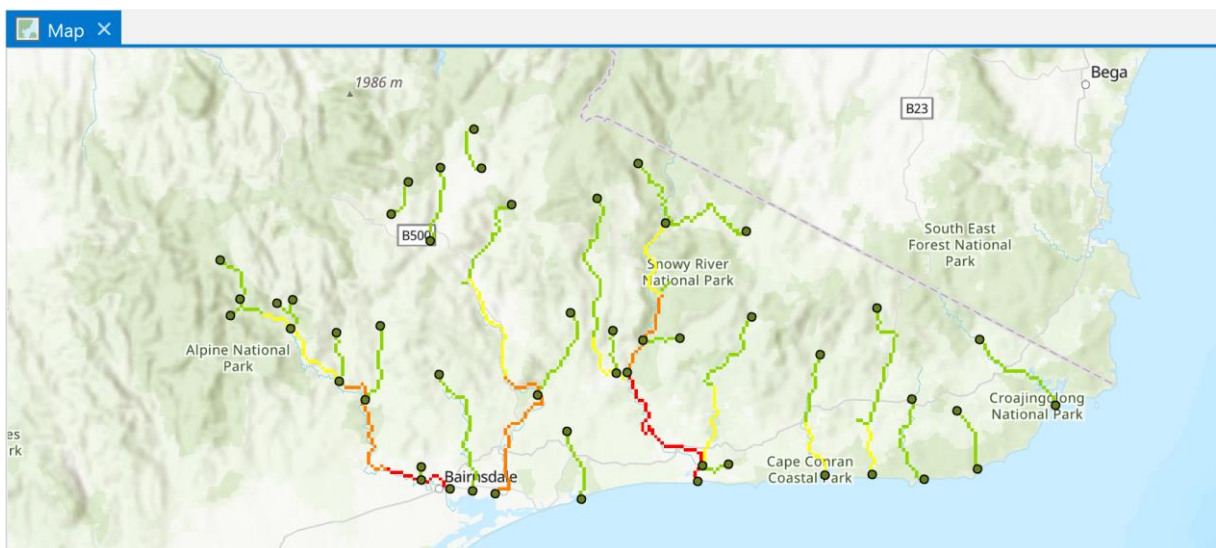 Map
1986 m
Bega
B23
B500
South East
Forest National
Park
Snowy River
National Park
Alpine National
Park
Croajingolong
National Park
es
rk
Bairnsdale
Cape Conran
Coastal Park